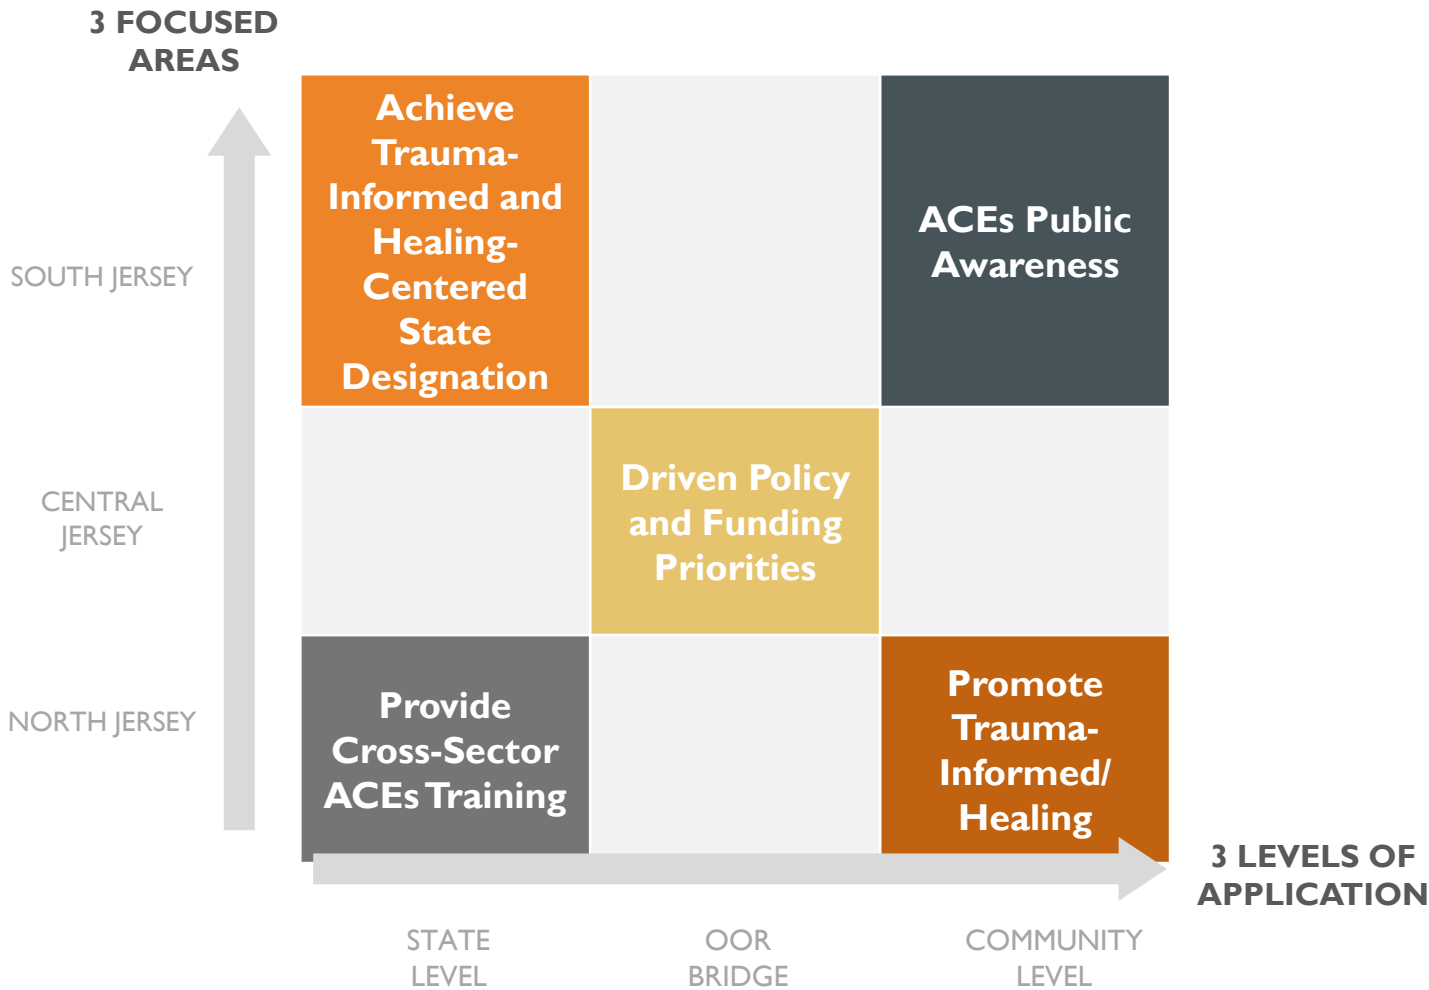 3 FOCUSED
AREAS
Achieve
Trauma-
Informed and
Healing-
Centered
State
Designation
ACEs Public
Awareness
SOUTH JERSEY
Driven Policy
and Funding
Priorities
CENTRAL
JERSEY
Provide
Cross-Sector
ACEs Training
Promote
Trauma-
Informed/
Healing
NORTH JERSEY
3 LEVELS OF
APPLICATION
STATE
LEVEL
OOR
BRIDGE
COMMUNITY
LEVEL